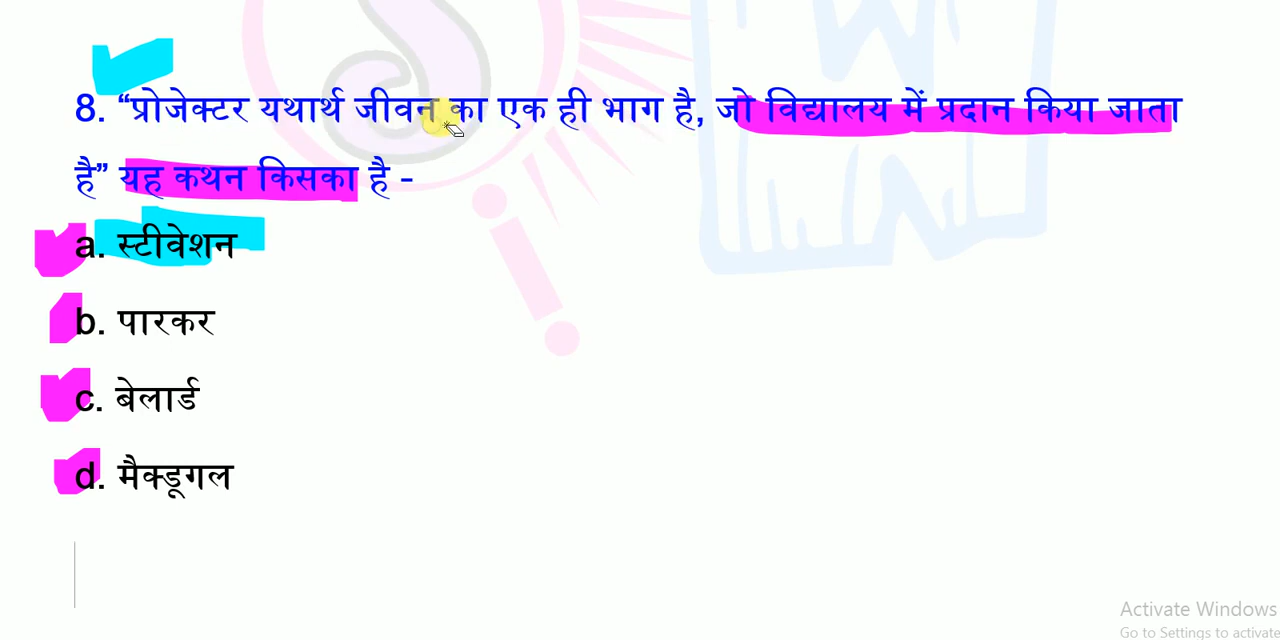 8. “प्रोजेक्टर यथार्थ जीवन का एक ही भाग है, जो विद्यालय में प्रदान किया जाता
है” यह कथन किसका है -
a. स्टीवेशन
b. पारकर
c. बेलार्ड
d. मैक्डूगल
Activate Windows
Go to Settings to activate